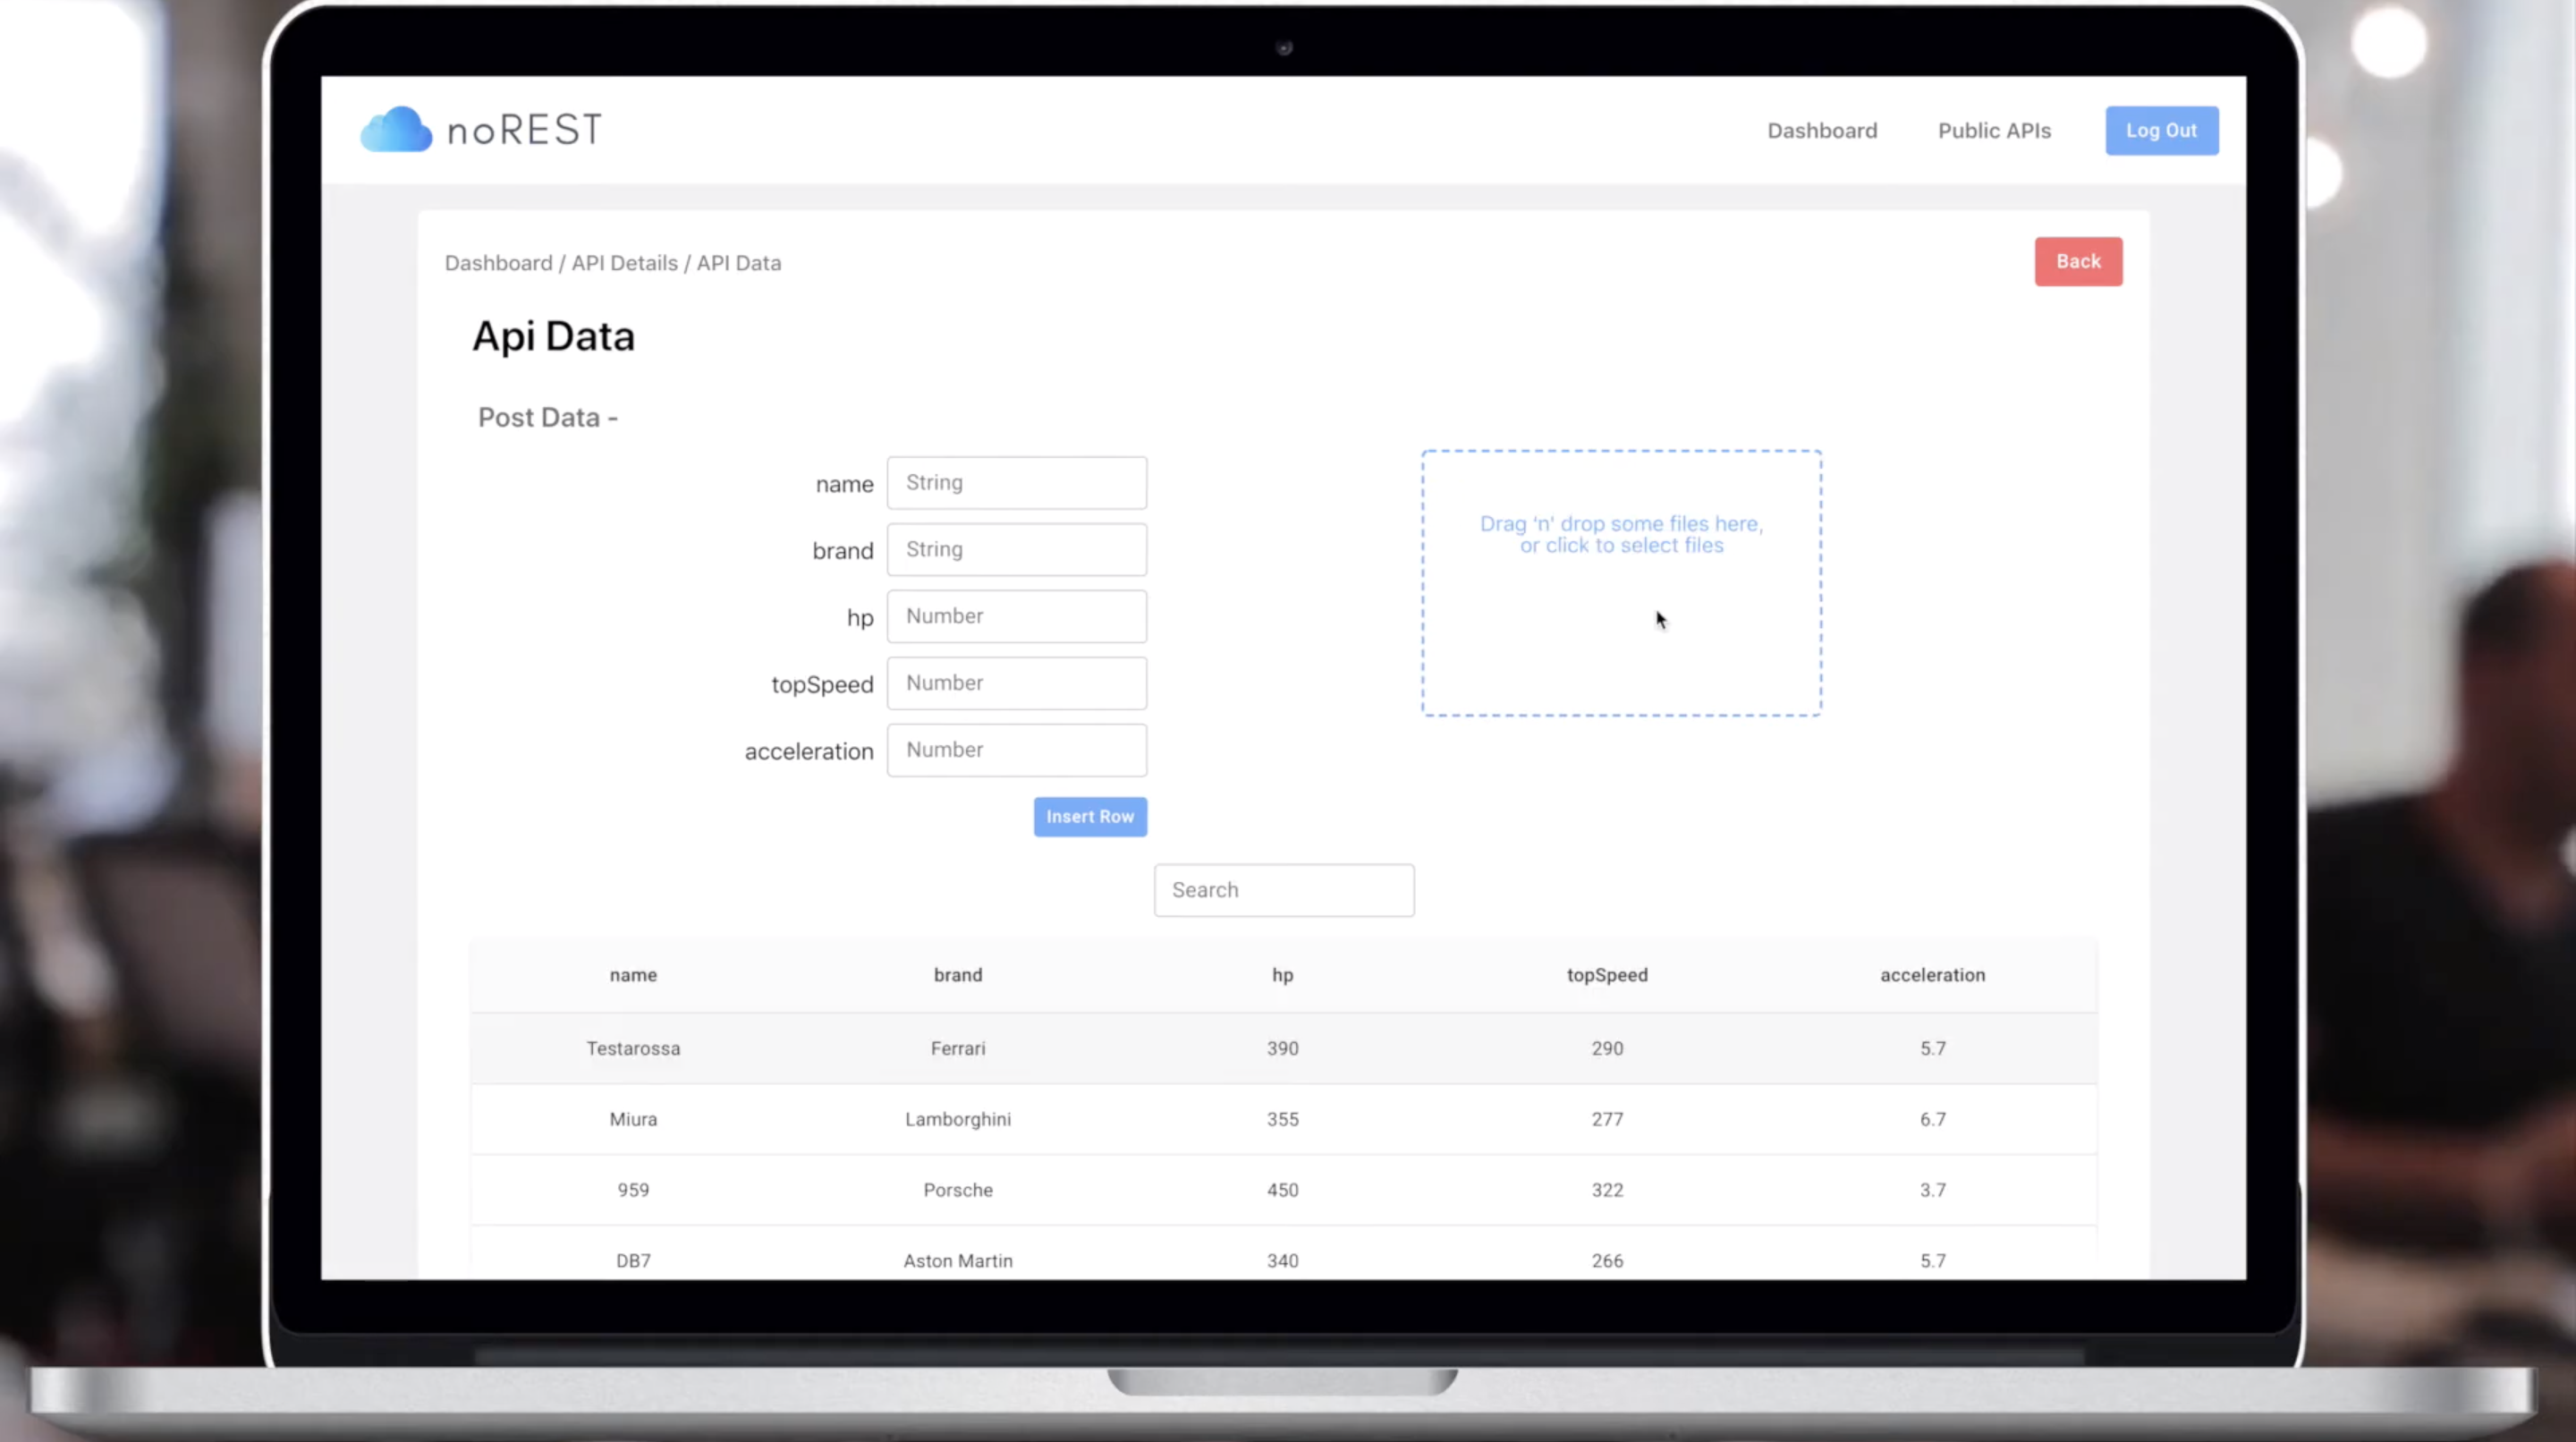 noREST
Dashboard
Public APIs
Log Out
Dashboard / API Details / API Data
Back
Api Data
Post Data -
name
String
brand
String
hp
Number
topSpeed
Number
acceleration
Number
Insert Row
Drag 'n' drop some files here,
or click to select files
Search
name brand hp topSpeed acceleration
Testarossa Ferrari 390 290 5.7
Miura Lamborghini 355 277 6.7
959 Porsche 450 322 3.7
DB7 Aston Martin 340 266 5.7